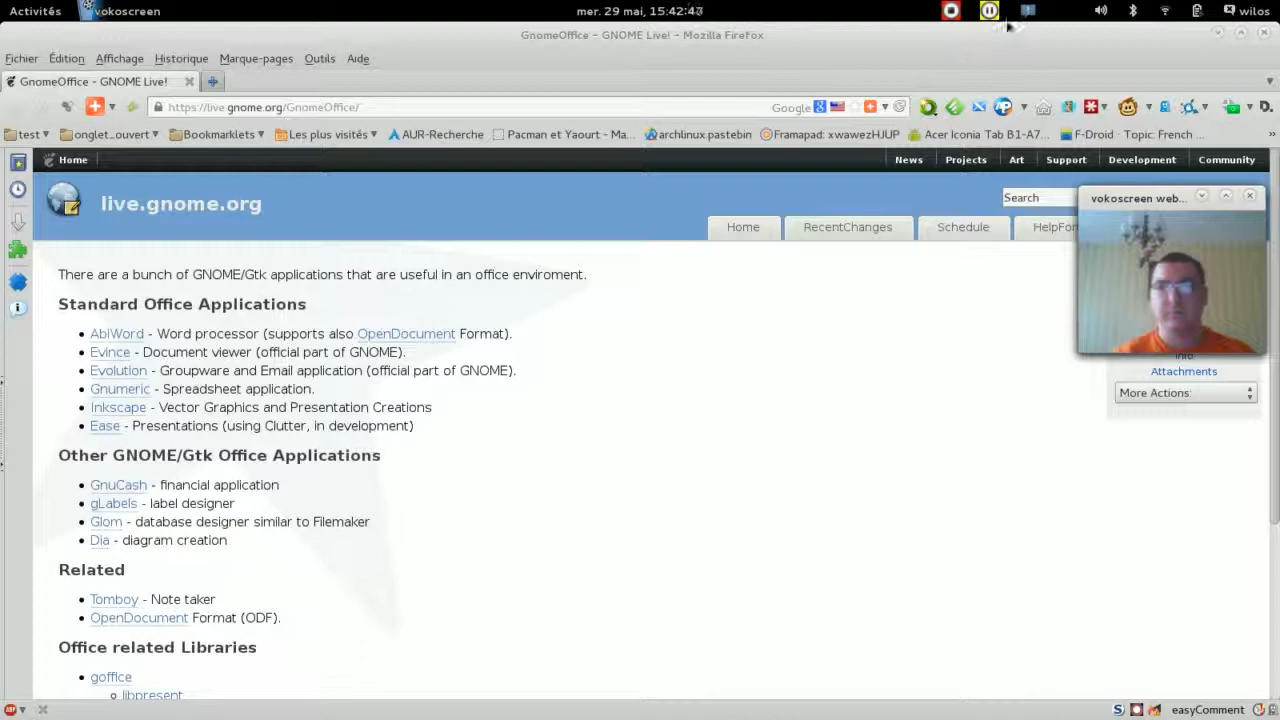 Activités vokoscreen mer. 29 mai, 15:42:47 wilos
GnomeOffice - GNOME Live! - Mozilla Firefox
Fichier Édition Affichage Historique Marque-pages Outils Aide
GnomeOffice - GNOME Live!
https://live.gnome.org/GnomeOffice/ Google
test onglet_ouvert Bookmarklets Les plus visités AUR-Recherche Pacman et Yaourt - Ma... archlinux.pastebin Framapad: xwawezHJUP Acer Iconia Tab B1-A7... F-Droid · Topic: French ...
Home News Projects Art Support Development Community
live.gnome.org
Search
vokoscreen web...
Home RecentChanges Schedule HelpFor
There are a bunch of GNOME/Gtk applications that are useful in an office enviroment.
Standard Office Applications
AbiWord - Word processor (supports also OpenDocument Format).
Evince - Document viewer (official part of GNOME).
Evolution - Groupware and Email application (official part of GNOME).
Gnumeric - Spreadsheet application.
Inkscape - Vector Graphics and Presentation Creations
Ease - Presentations (using Clutter, in development)
Info
Attachments
More Actions:
Other GNOME/Gtk Office Applications
GnuCash - financial application
gLabels - label designer
Glom - database designer similar to Filemaker
Dia - diagram creation
Related
Tomboy - Note taker
OpenDocument Format (ODF).
Office related Libraries
goffice
libpresent
ABP easyComment